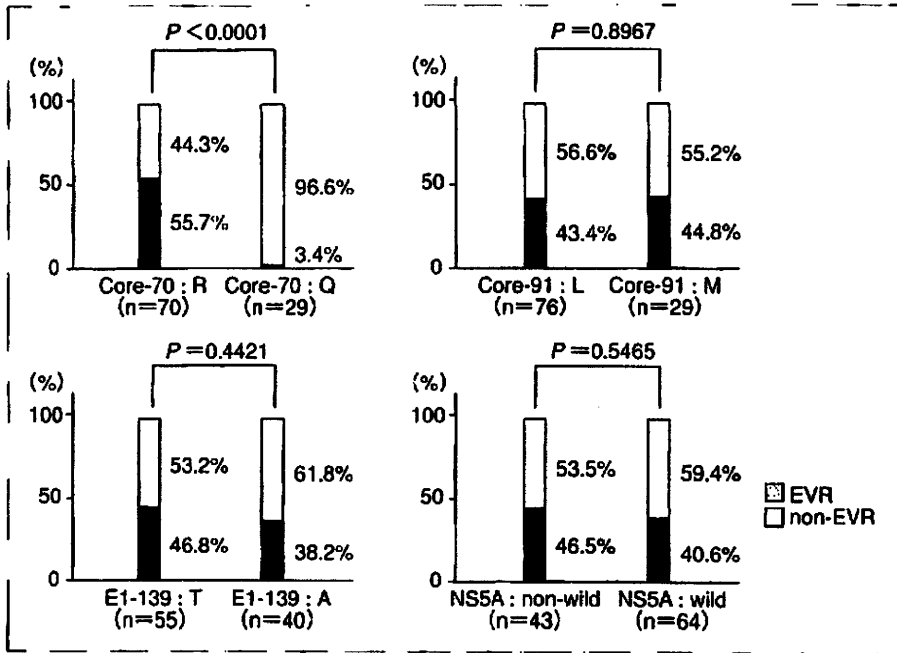 P<0.0001
(%)
100
50
0
44.3%
55.7%
96.6%
3.4%
Core-70 : R
(n=70)
Core-70 : Q
(n=29)
P=0.8967
(%)
100
50
0
56.6%
43.4%
55.2%
44.8%
Core-91 : L
(n=76)
Core-91 : M
(n=29)
P=0.4421
(%)
100
50
0
53.2%
46.8%
61.8%
38.2%
E1-139 : T
(n=55)
E1-139 : A
(n=40)
P=0.5465
(%)
100
50
0
53.5%
46.5%
59.4%
40.6%
NS5A : non-wild
(n=43)
NS5A : wild
(n=64)
EVR
non-EVR